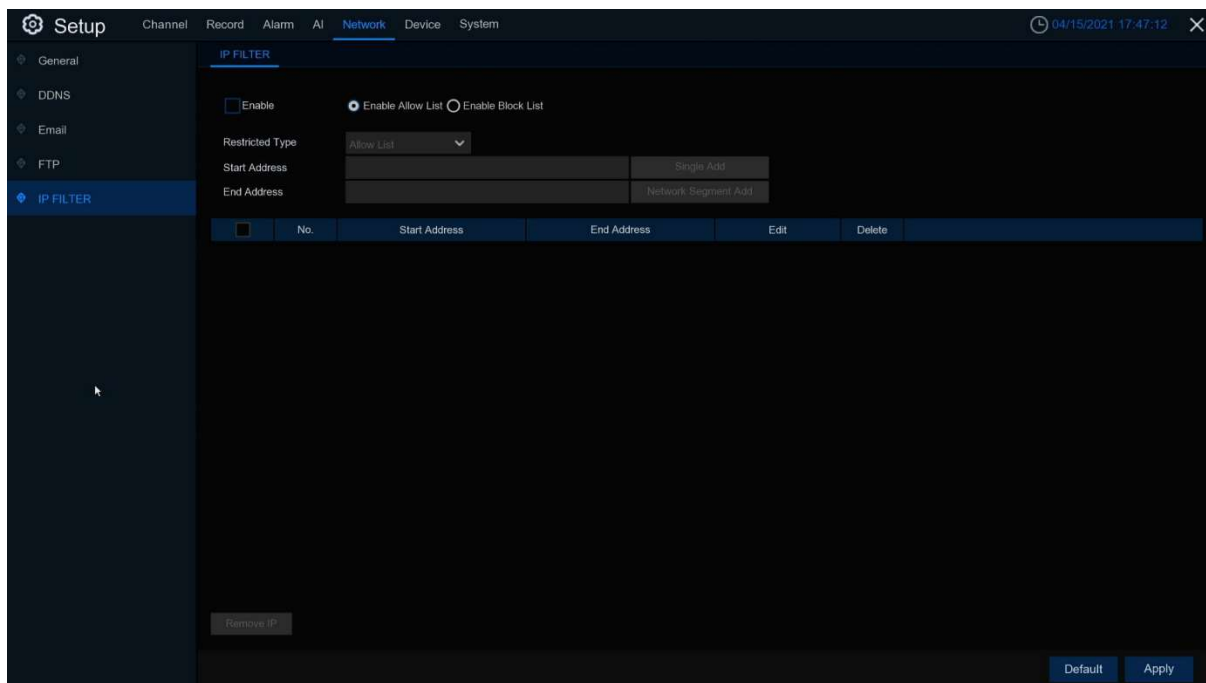 Setup Channel Record Alarm AI Network Device System 04/15/2021 17:47:12
General
DDNS
Email
FTP
IP FILTER
IP FILTER
Enable Enable Allow List Enable Block List
Restricted Type Allow List
Start Address Single Add
End Address Network Segment Add
No. Start Address End Address Edit Delete
Remove IP
Default Apply